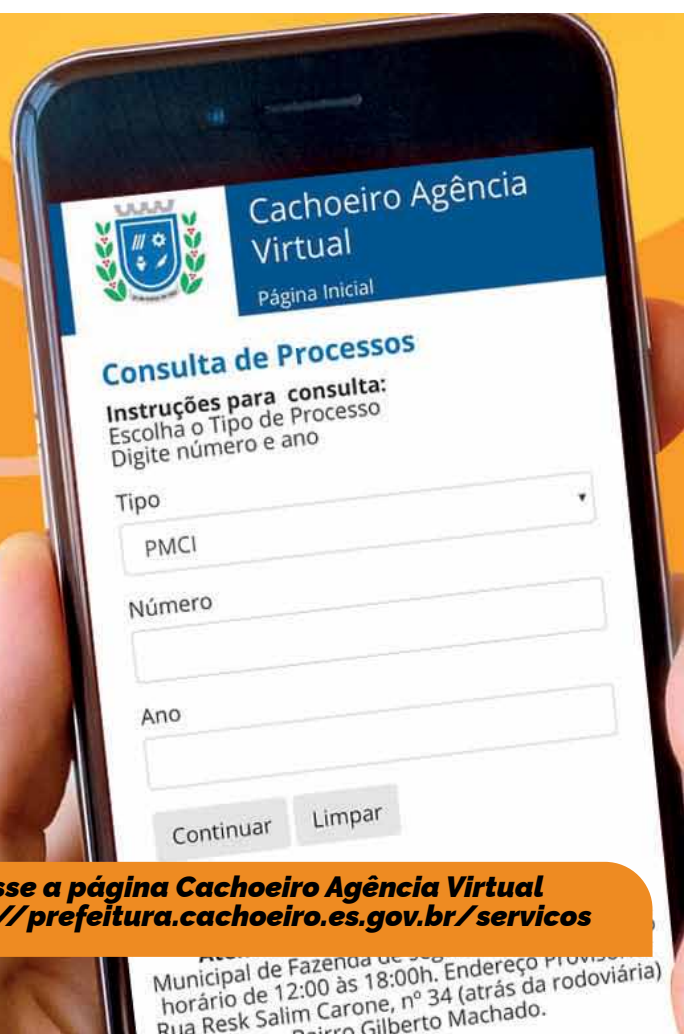 Cachoeiro Agência
Virtual
Página Inicial
Consulta de Processos
Instruções para consulta:
Escolha o Tipo de Processo
Digite número e ano
Tipo
PMCI
Número
Ano
Continuar Limpar
sse a página Cachoeiro Agência Virtual
//prefeitura.cachoeiro.es.gov.br/servicos
Municipal de Fazenda de
horário de 12:00 às 18:00h. Endereço
Rua Resk Salim Carone, nº 34 (atrás da rodoviária)
Bairro Gilberto Machado.